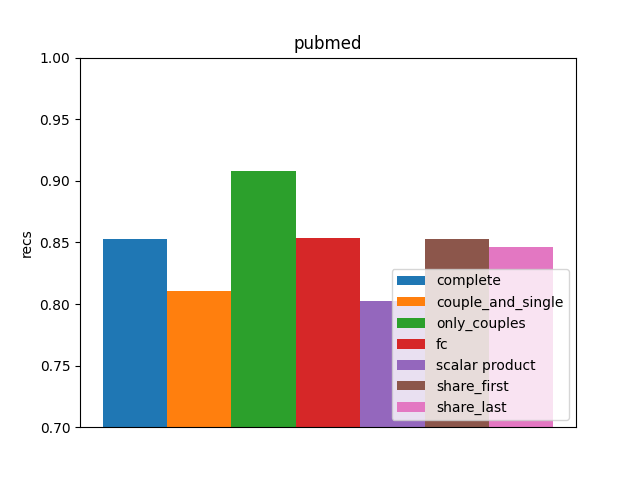 pubmed
1.00
0.95
0.90
0.85
0.80
0.75
0.70
recs
complete
couple_and_single
only_couples
fc
scalar product
share_first
share_last